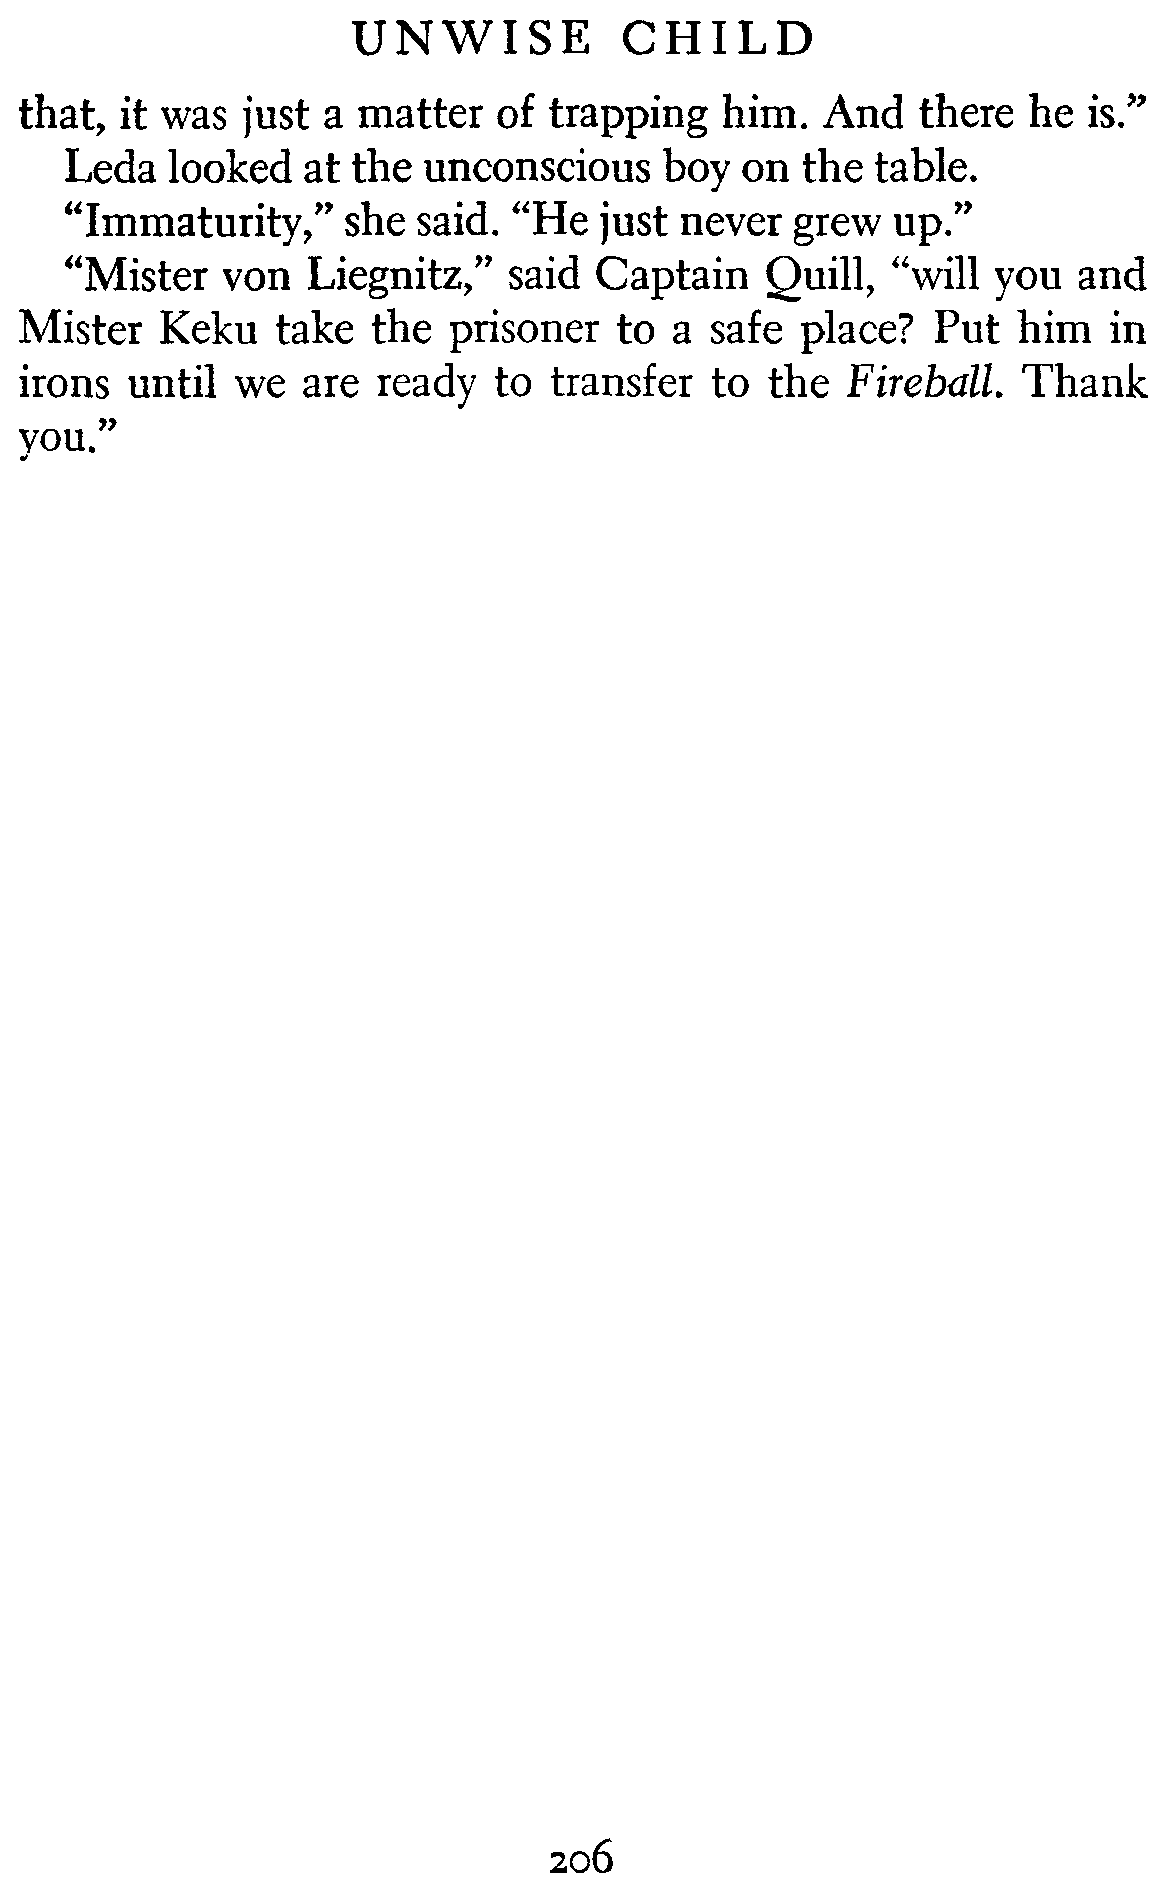 UNWISE CHILD
that, it was just a matter of trapping him. And there he is.”
Leda looked at the unconscious boy on the table.
“Immaturity,” she said. “He just never grew up.”
“Mister von Liegnitz,” said Captain Quill, “will you and
Mister Keku take the prisoner to a safe place? Put him in
irons until we are ready to transfer to the Fireball. Thank
you.”
206